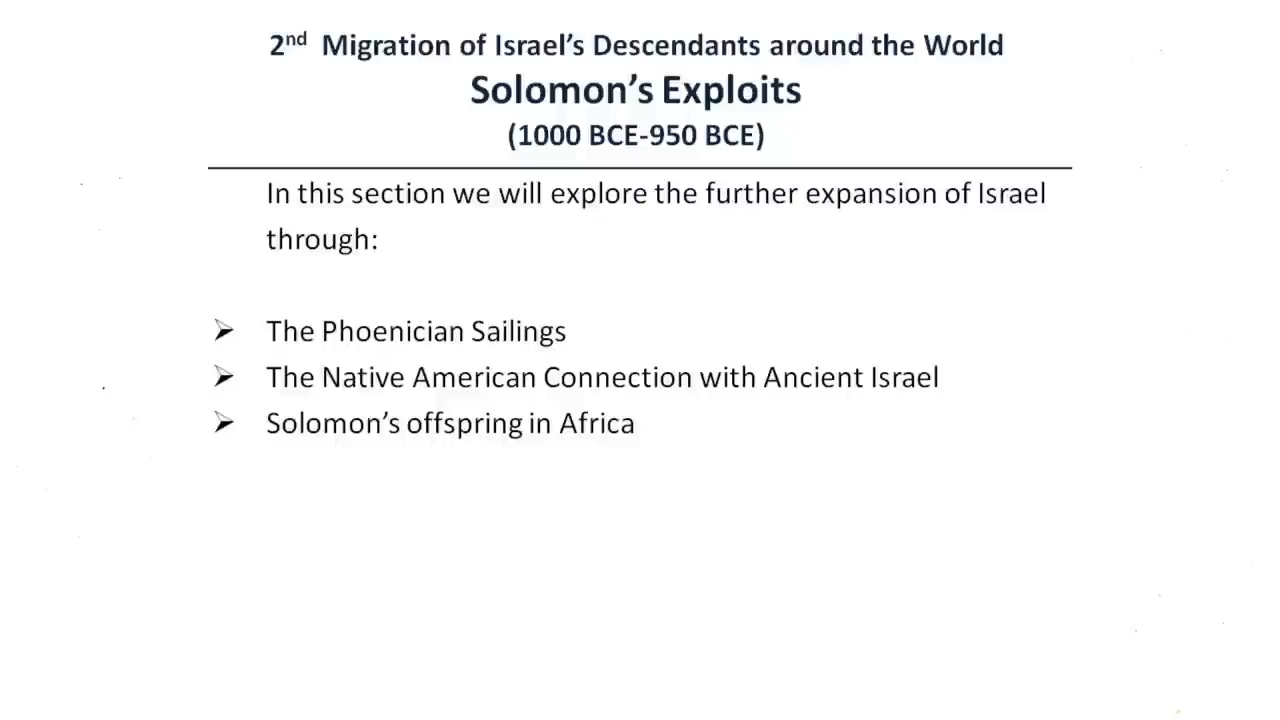 2nd Migration of Israel's Descendants around the World
Solomon's Exploits
(1000 BCE-950 BCE)
In this section we will explore the further expansion of Israel
through:
➢ The Phoenician Sailings
➢ The Native American Connection with Ancient Israel
➢ Solomon's offspring in Africa